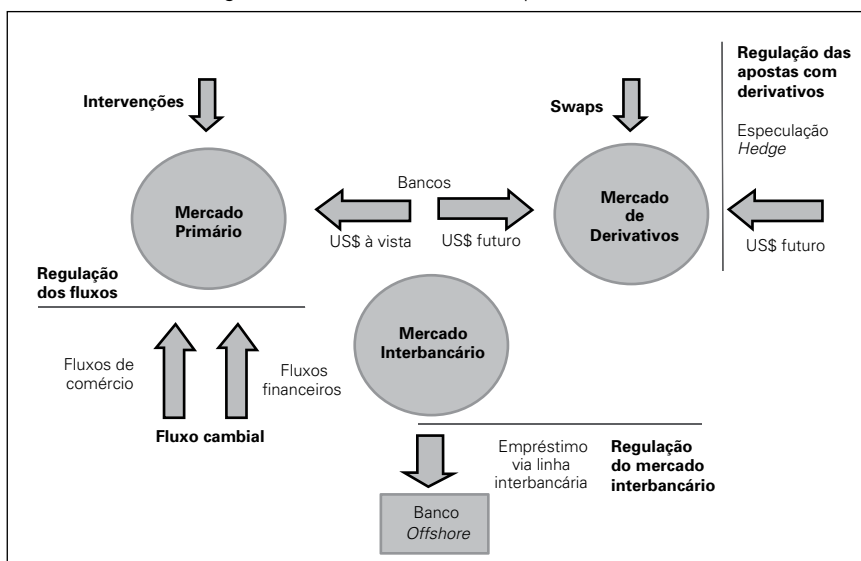 Intervenções
Mercado
Primário
Bancos
US$ à vista
US$ futuro
Swaps
Mercado
de
Derivativos
Regulação das
apostas com
derivativos
Especulação
Hedge
US$ futuro
Regulação
dos fluxos
Fluxos de
comércio
Fluxos
financeiros
Fluxo cambial
Mercado
Interbancário
Empréstimo
via linha
interbancária
Regulação
do mercado
interbancário
Banco
Offshore